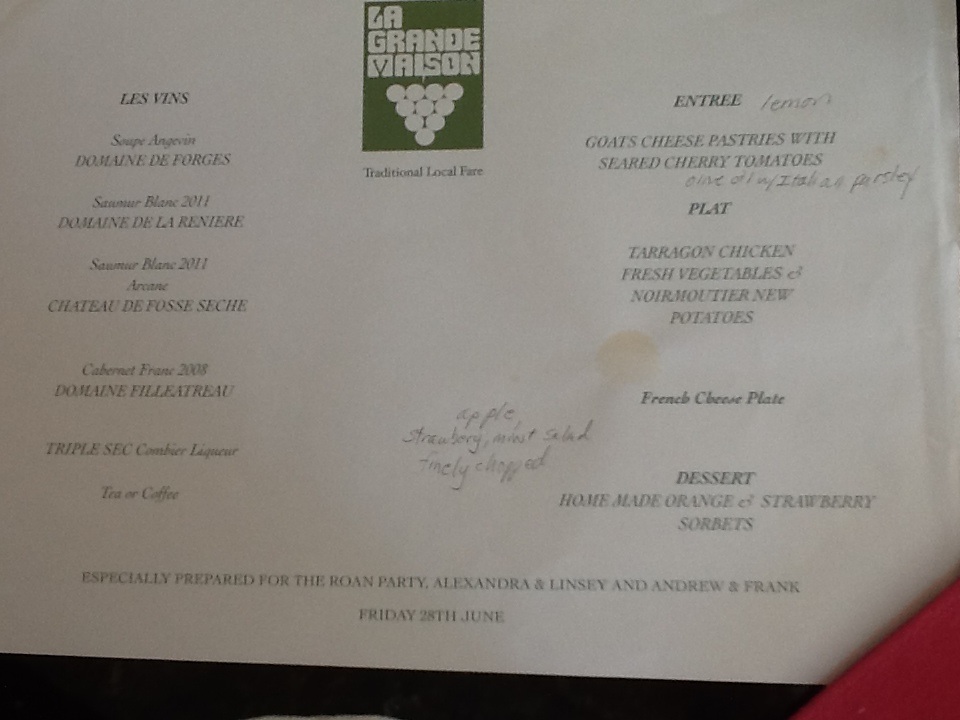 LA
GRANDE
MAISON
Traditional Local Fare
LES VINS
Soupe Angevin
DOMAINE DE FORGES
Saumur Blanc 2011
DOMAINE DE LA RENIERE
Saumur Blanc 2011
Arcane
CHATEAU DE FOSSE SECHE
Cabernet Franc 2008
DOMAINE FILLEATREAU
TRIPLE SEC Combier Liqueur
Tea or Coffee
ENTREE lemon
GOATS CHEESE PASTRIES WITH
SEARED CHERRY TOMATOES
olive oil w/Italian parsley
PLAT
TARRAGON CHICKEN
FRESH VEGETABLES &
NOIRMOUTIER NEW
POTATOES
French Cheese Plate
apple,
strawberry, mint salad
finely chopped
DESSERT
HOME MADE ORANGE & STRAWBERRY
SORBETS
ESPECIALLY PREPARED FOR THE ROAN PARTY, ALEXANDRA & LINSEY AND ANDREW & FRANK
FRIDAY 28TH JUNE